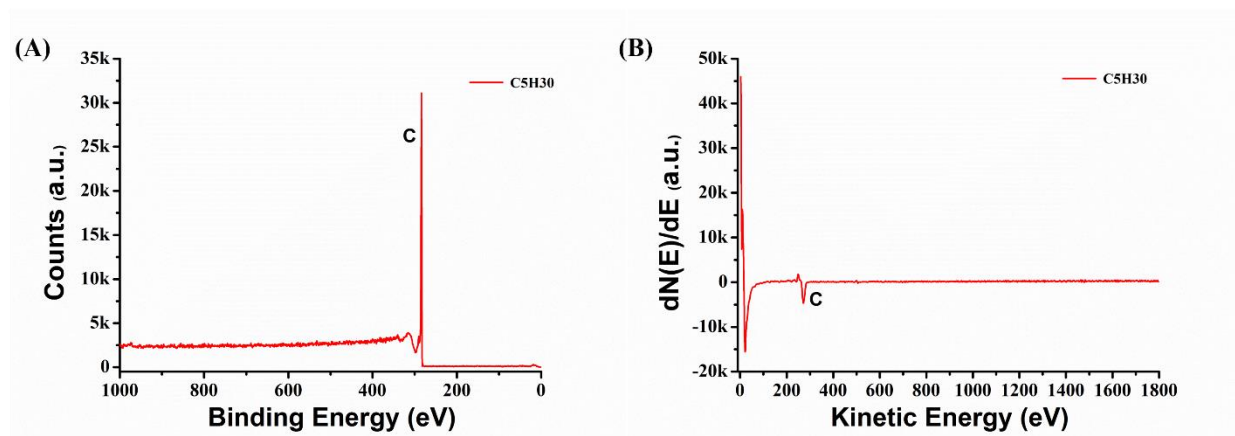 (A)
35k
30k
25k
20k
15k
10k
5k
0
Counts (a.u.)
C5H30
C
1000
800
600
400
200
0
Binding Energy (eV)
(B)
50k
40k
30k
20k
10k
0
-10k
-20k
dN(E)/dE (a.u.)
C5H30
C
0
200
400
600
800
1000
1200
1400
1600
1800
Kinetic Energy (eV)